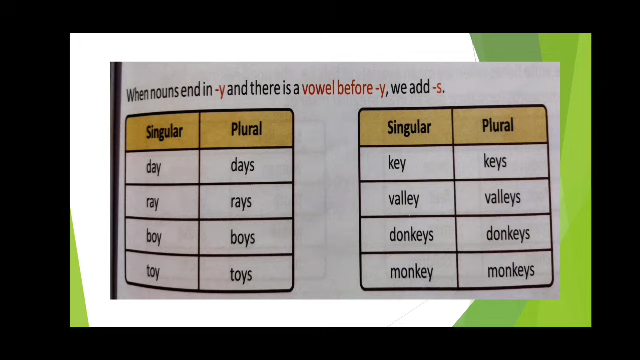 When nouns end in -y and there is a vowel before -y, we add -s.
Singular Plural
day days
ray rays
boy boys
toy toys
Singular Plural
key keys
valley valleys
donkeys donkeys
monkey monkeys